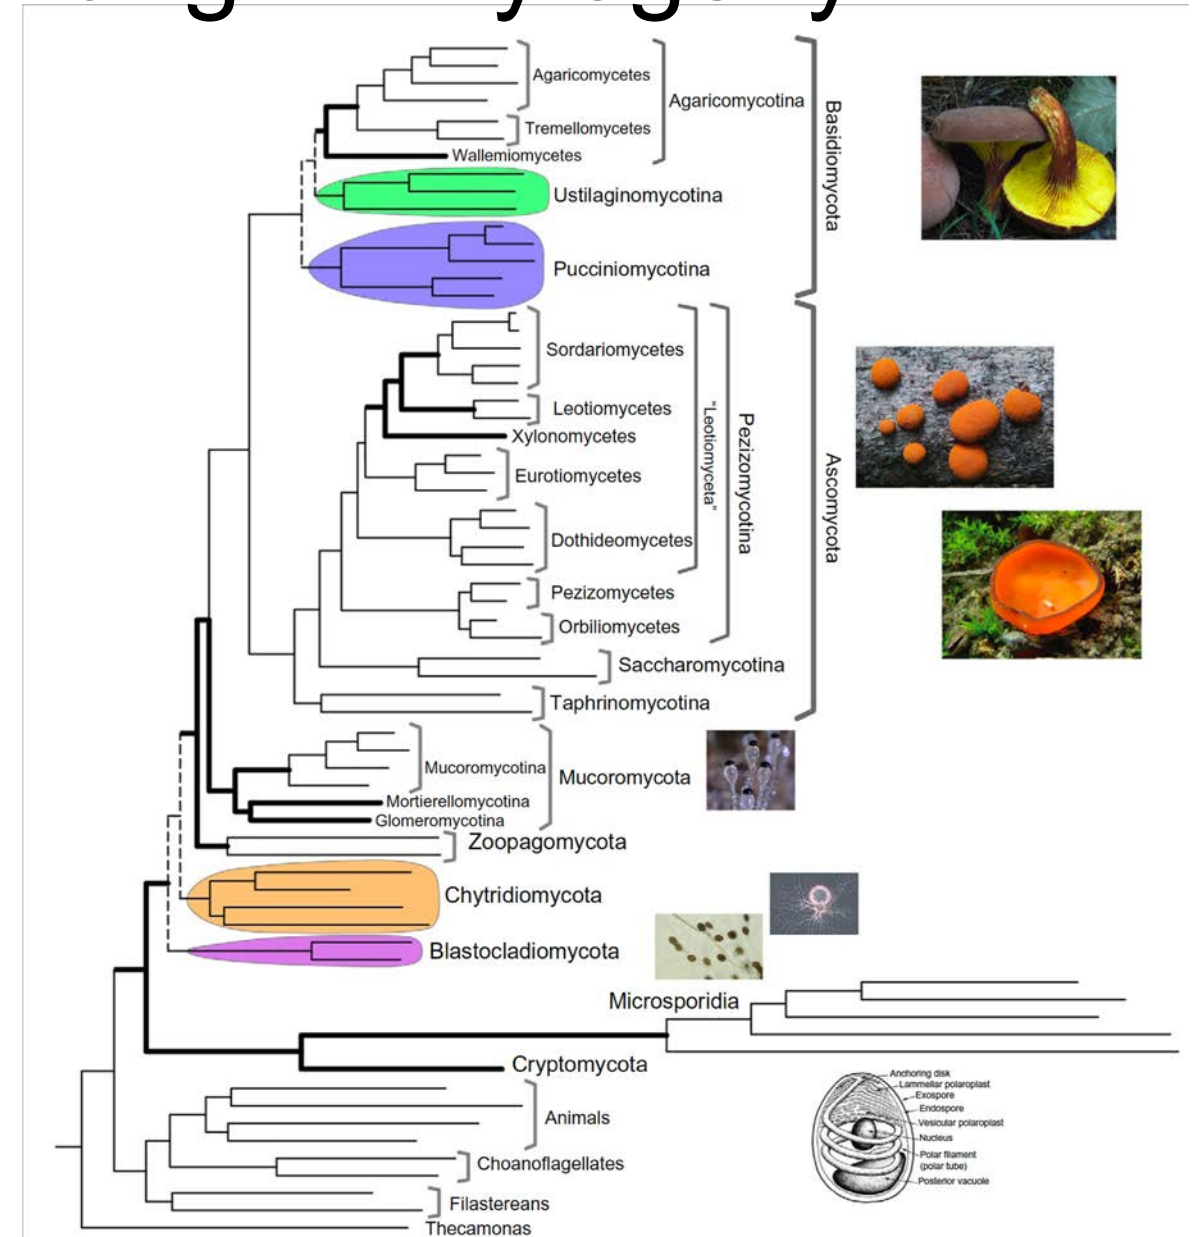 Agaricomycetes
Agaricomycotina
Basidiomycota
Tremellomycetes
Wallemiomycetes
Ustilaginomycotina
Pucciniomycotina
Sordariomycetes
Leotiomycetes
"Leotiomyceta"
Pezizomycotina
Ascomycota
Xylonomycetes
Eurotiomycetes
Dothideomycetes
Pezizomycetes
Orbiliomycetes
Saccharomycotina
Taphrinomycotina
Mucoromycotina
Mucoromycota
Mortierellomycotina
Glomeromycotina
Zoopagomycota
Chytridiomycota
Blastocladiomycota
Microsporidia
Cryptomycota
Anchoring disk
Lammellar polaroplast
Exospore
Endospore
Vesicular polaroplast
Nucleus
Polar filament
(polar tube)
Posterior vacuole
Animals
Choanoflagellates
Filastereans
Thecamonas